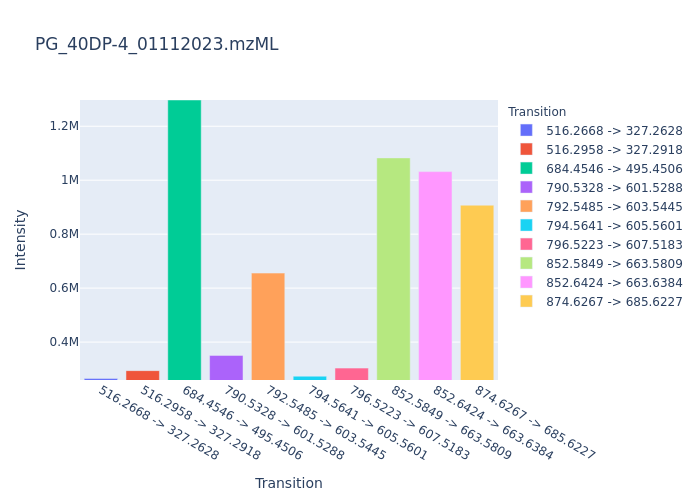 PG_40DP-4_01112023.mzML
Intensity
1.2M
1M
0.8M
0.6M
0.4M
516.2668 -> 327.2628
516.2958 -> 327.2918
684.4546 -> 495.4506
790.5328 -> 601.5288
792.5485 -> 603.5445
794.5641 -> 605.5601
796.5223 -> 607.5183
852.5849 -> 663.5809
852.6424 -> 663.6384
874.6267 -> 685.6227
Transition
Transition
516.2668 -> 327.2628
516.2958 -> 327.2918
684.4546 -> 495.4506
790.5328 -> 601.5288
792.5485 -> 603.5445
794.5641 -> 605.5601
796.5223 -> 607.5183
852.5849 -> 663.5809
852.6424 -> 663.6384
874.6267 -> 685.6227